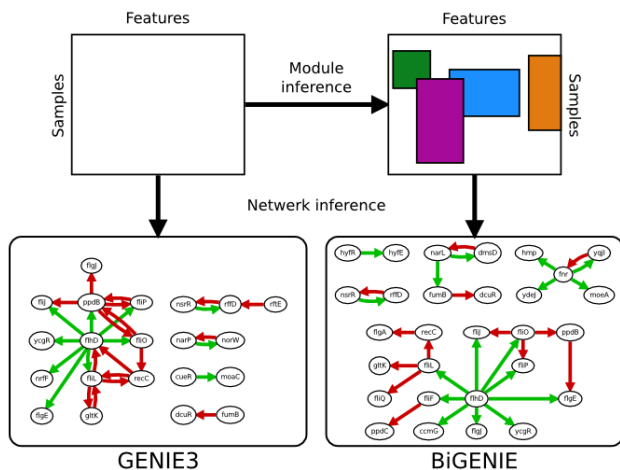 Features
Features
Samples
Module
inference
Samples
Netwerk inference
flgJ
fliJ
ppdB
fliP
ycgR
flhD
fliO
nrfF
fliL
recC
flgE
gltK
nsrR
rffD
rftE
narP
norW
cueR
moaC
dcuR
fumB
GENIE3
hyfR
hyfE
narL
dmsD
hmp
yqjI
fnr
nsrR
rffD
fumB
dcuR
ydeJ
moeA
flgA
recC
fliJ
fliO
ppdB
gltK
fliL
fliP
fliQ
fliF
flhD
flgE
ppdC
ccmG
flgJ
ycgR
BiGENIE